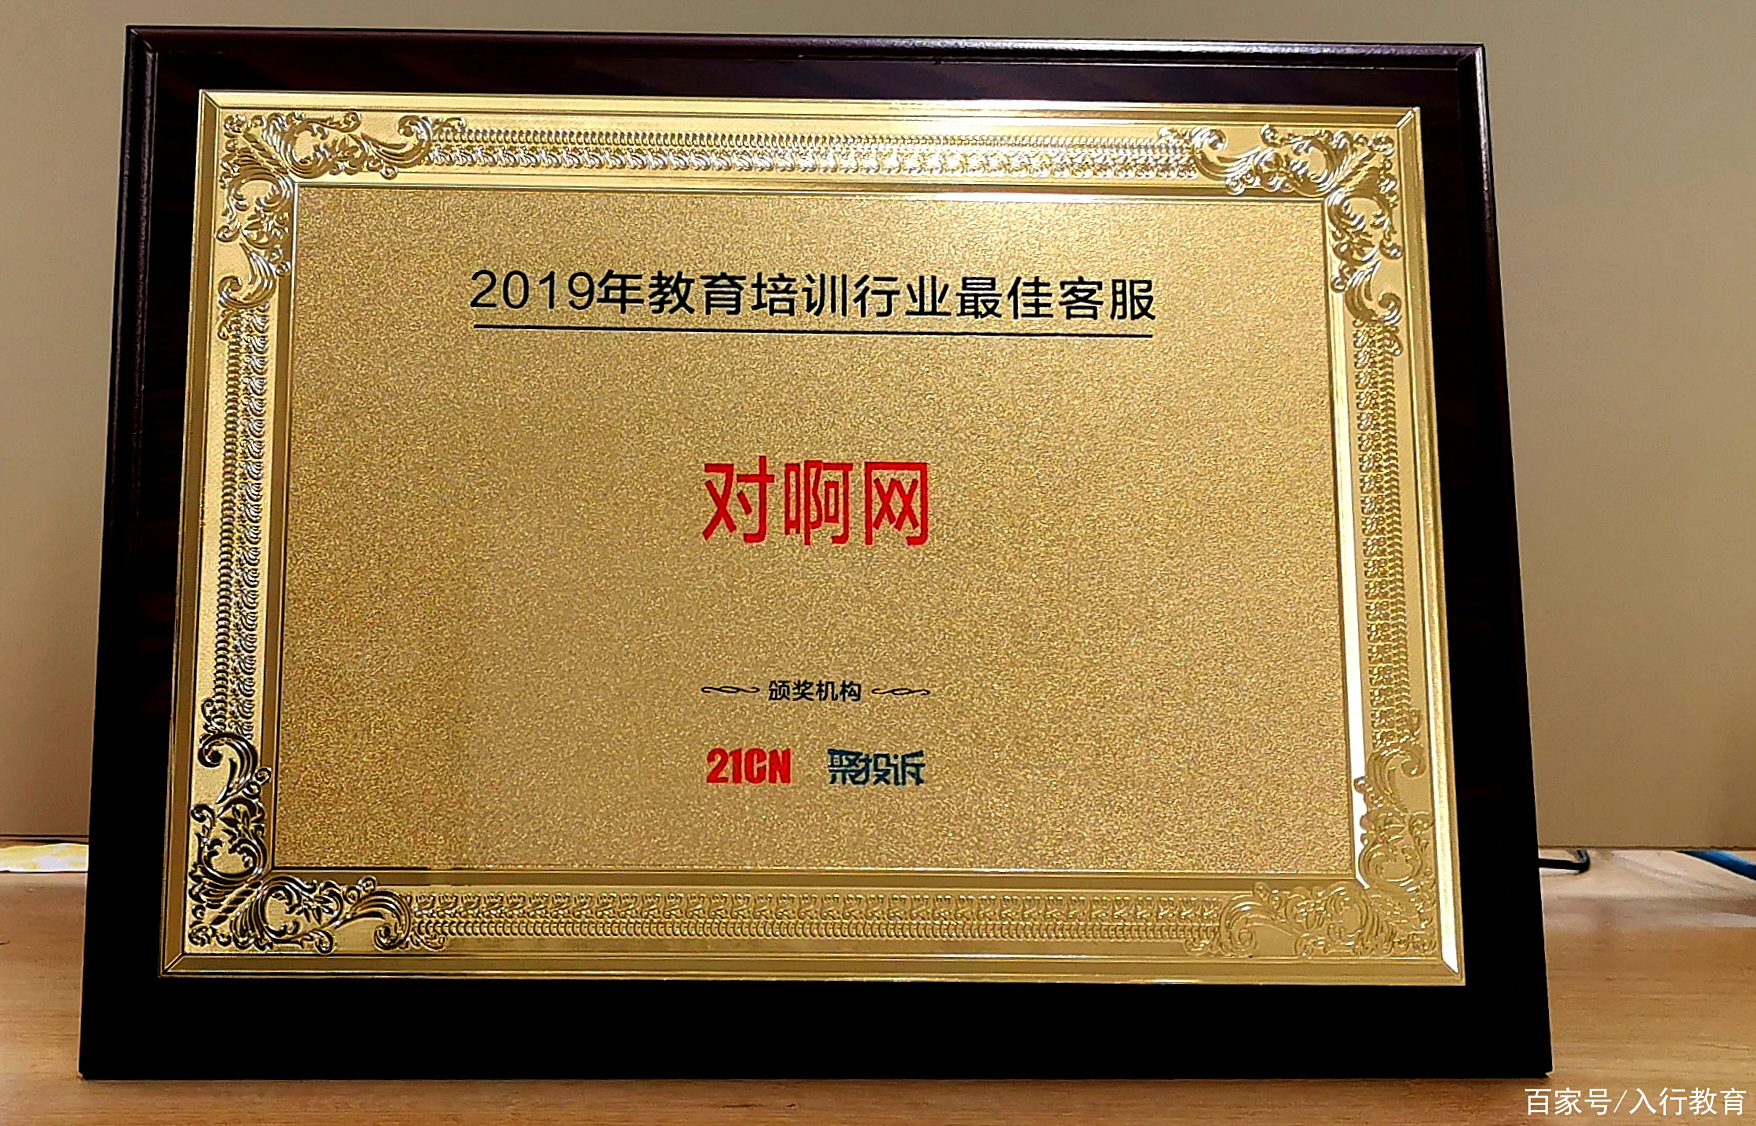 2019年教育培训行业最佳客服
对啊网
颁奖机构
21CN 聚投诉
百家号/入行教育